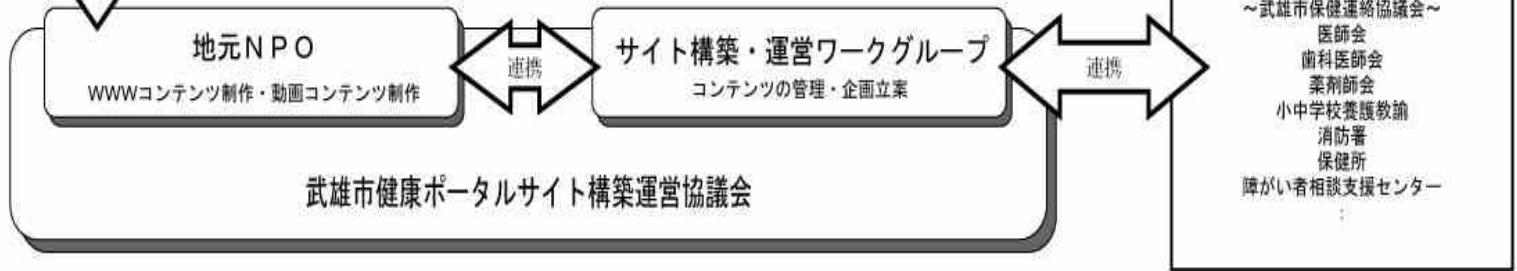 地元NPO
WWWコンテンツ制作・動画コンテンツ制作
連携
サイト構築・運営ワークグループ
コンテンツの管理・企画立案
連携
武雄市健康ポータルサイト構築運営協議会
～武雄市保健連絡協議会～
医師会
歯科医師会
薬剤師会
小中学校養護教諭
消防署
保健所
障がい者相談支援センター
：